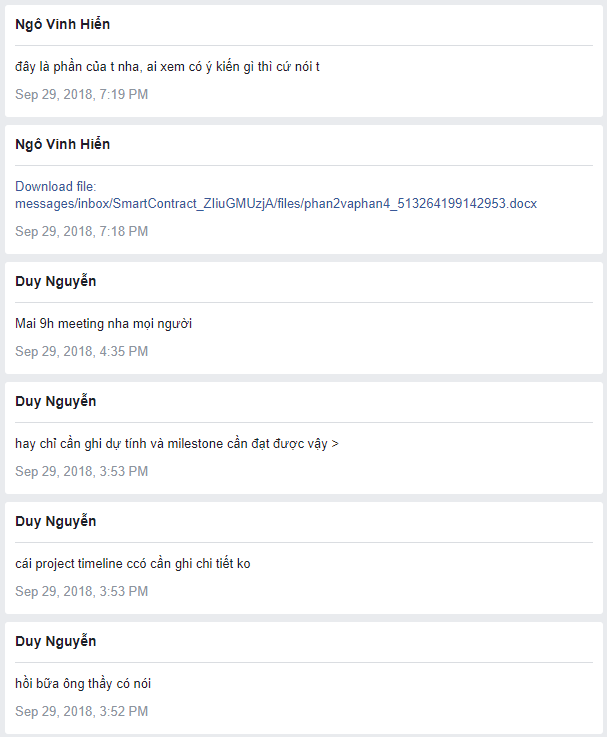 Ngô Vinh Hiển
đây là phần của t nha, ai xem có ý kiến gì thì cứ nói t
Sep 29, 2018, 7:19 PM
Ngô Vinh Hiển
Download file:
messages/inbox/SmartContract_ZIiuGMUzjA/files/phan2vaphan4_513264199142953.docx
Sep 29, 2018, 7:18 PM
Duy Nguyễn
Mai 9h meeting nha mọi người
Sep 29, 2018, 4:35 PM
Duy Nguyễn
hay chỉ cần ghi dự tính và milestone cần đạt được vậy >
Sep 29, 2018, 3:53 PM
Duy Nguyễn
cái project timeline ccó cần ghi chi tiết ko
Sep 29, 2018, 3:53 PM
Duy Nguyễn
hồi bữa ông thầy có nói
Sep 29, 2018, 3:52 PM